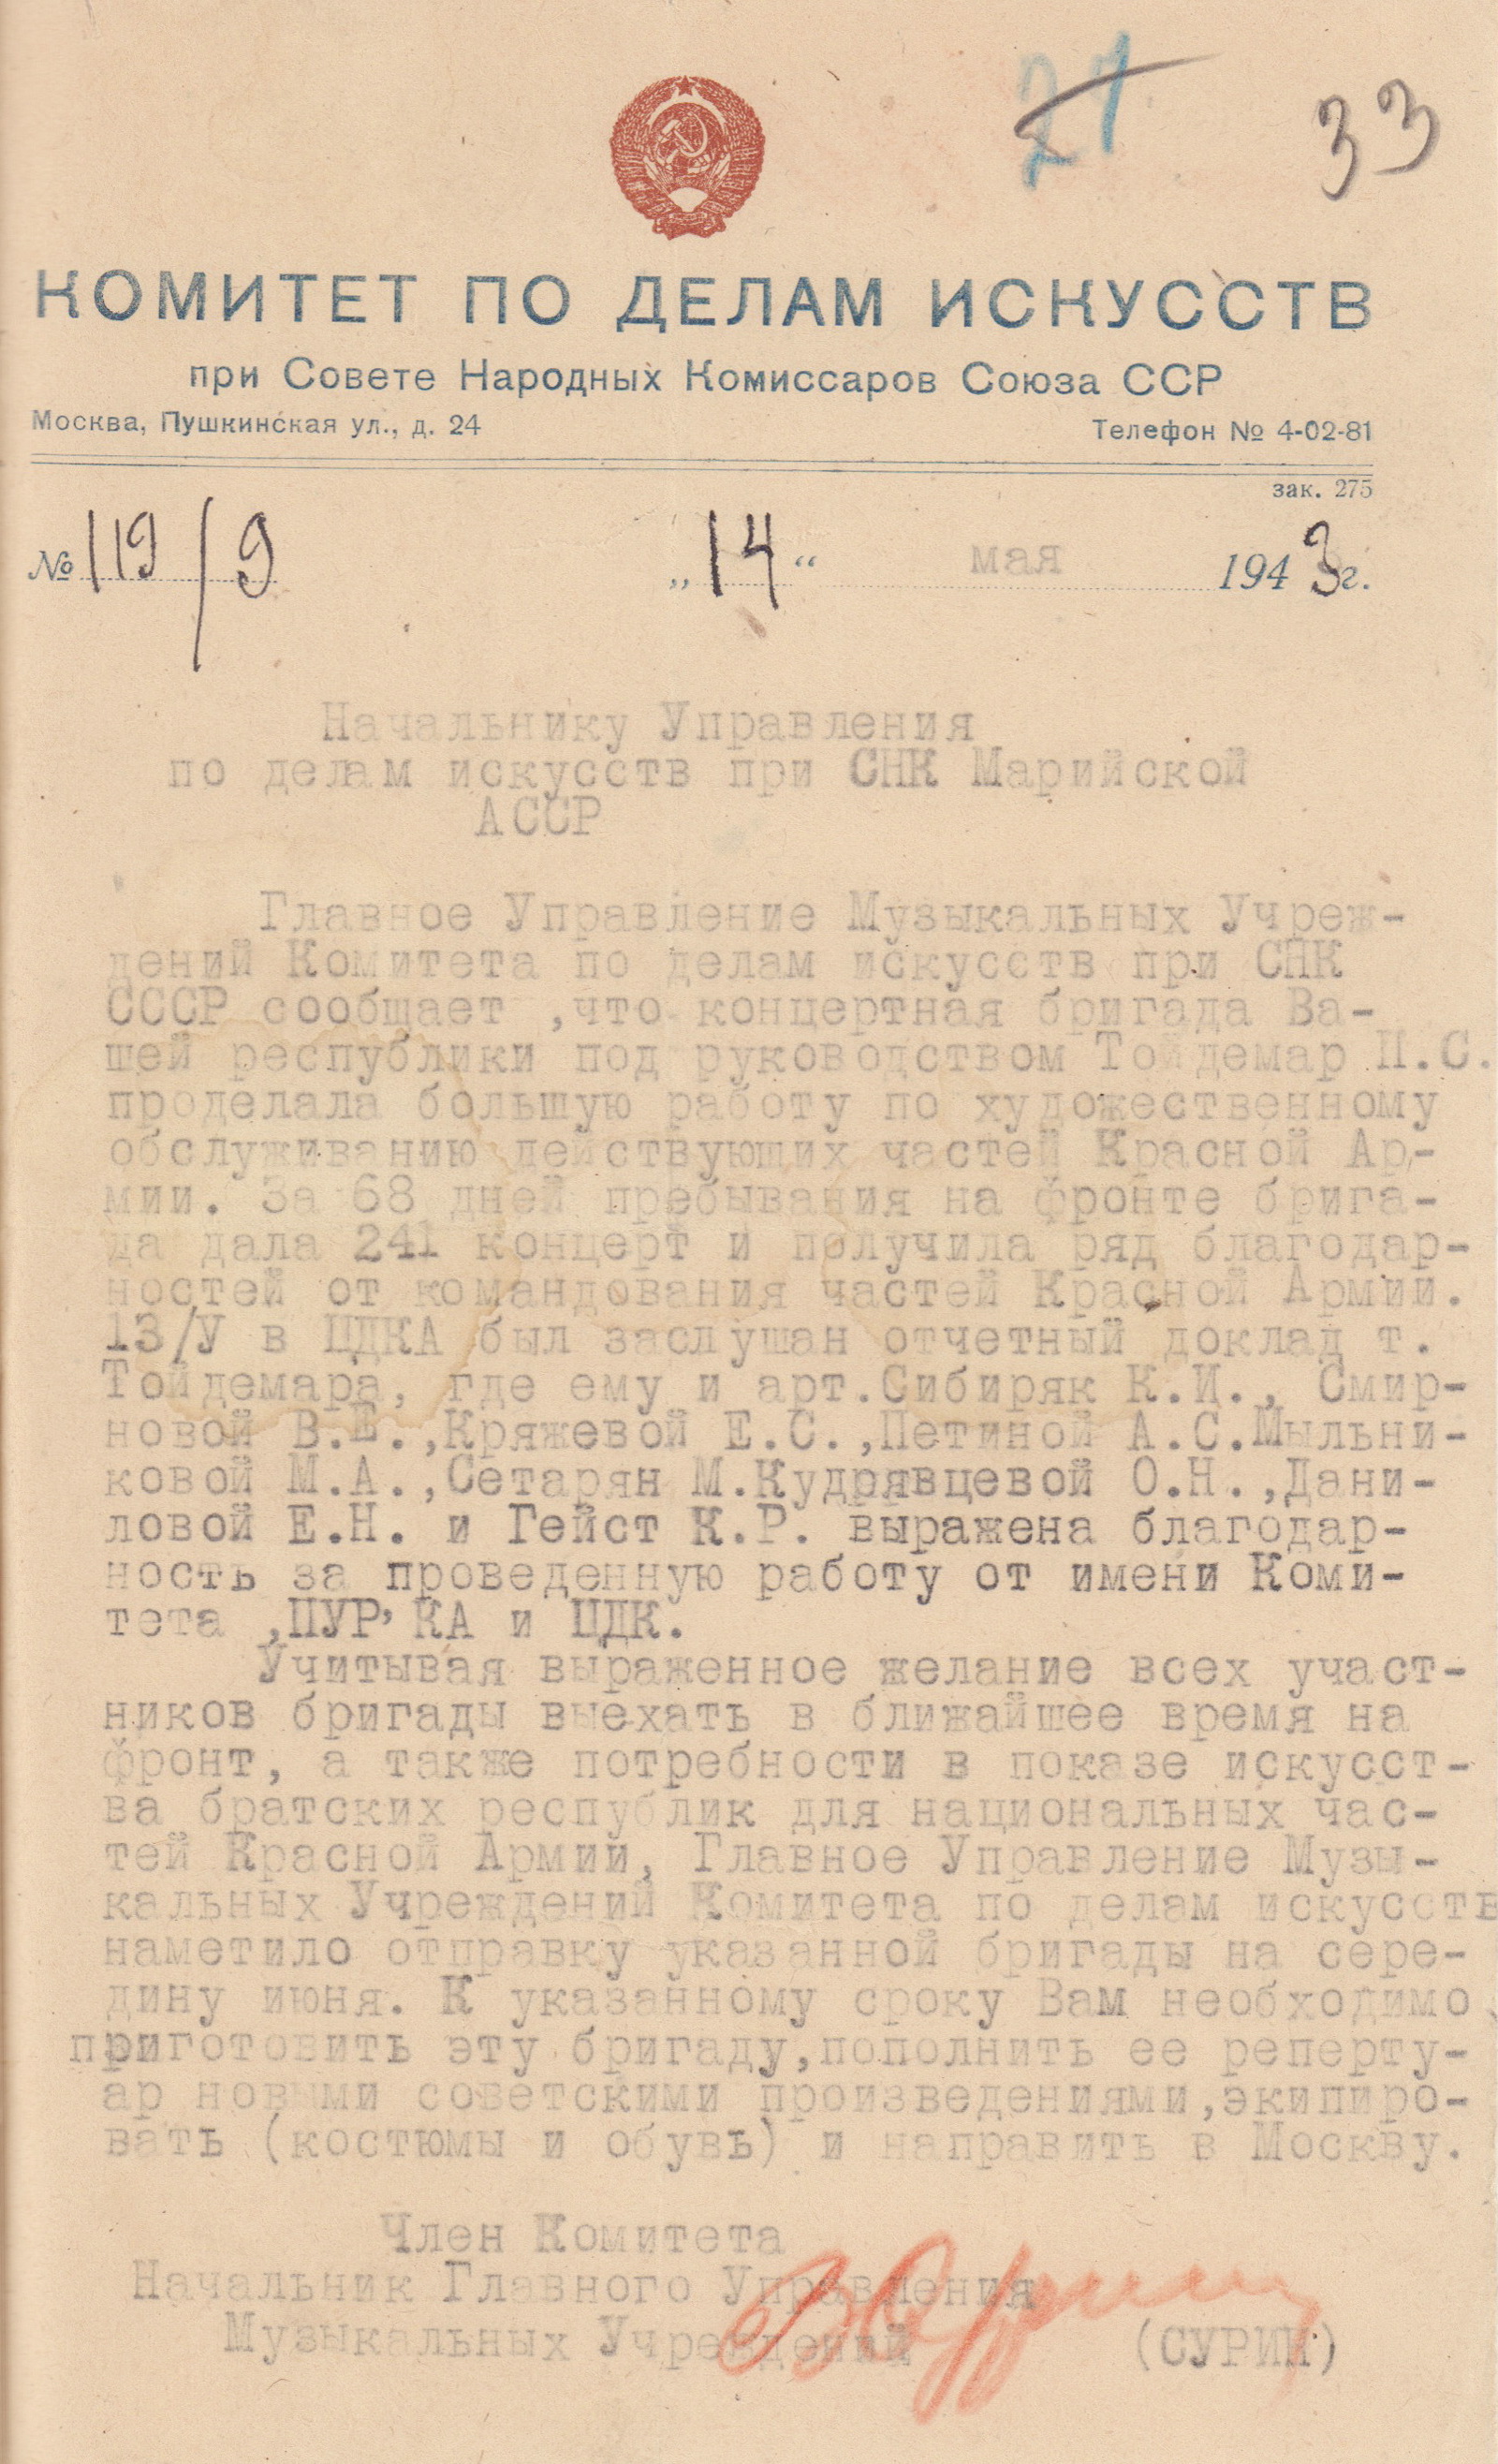 27 33
КОМИТЕТ ПО ДЕЛАМ ИСКУССТВ
при Совете Народных Комиссаров Союза ССР
Москва, Пушкинская ул., д. 24 Телефон № 4-02-81
зак. 275
№ 119/9 „14“ мая 1943 г.
Начальнику Управления
по делам искусств при СНК Марийской
АССР
Главное Управление Музыкальных Учреж-
дений Комитета по делам искусств при СНК
СССР сообщает ,что концертная бригада Ва-
шей республики под руководством Тойдемар П.С.
проделала большую работу по художественному
обслуживанию действующих частей Красной Ар-
мии. За 68 дней пребывания на фронте брига-
да дала 241 концерт и получила ряд благодар-
ностей от командования частей Красной Армии.
13/У в ЦДКА был заслушан отчетный доклад т.
Тойдемара, где ему и арт.Сибиряк К.И., Смир-
новой В.Е.,Кряжевой Е.С.,Петиной А.С.Мыльни-
ковой М.А.,Сетарян М.Кудрявцевой О.Н.,Дани-
ловой Е.Н. и Гейст К.Р. выражена благодар-
ность за проведенную работу от имени Коми-
тета ,ПУР’КА и ЦДК.
Учитывая выраженное желание всех участ-
ников бригады выехать в ближайшее время на
фронт, а также потребности в показе искусст-
ва братских республик для национальных час-
тей Красной Армии, Главное Управление Музы-
кальных Учреждений Комитета по делам искусств
наметило отправку указанной бригады на сере-
дину июня. К указанному сроку Вам необходимо
приготовить эту бригаду,пополнить ее реперту-
ар новыми советскими произведениями,экипиро-
вать (костюмы и обувь) и направить в Москву.
Член Комитета
Начальник Главного Управления
Музыкальных Учреждений (СУРИН)